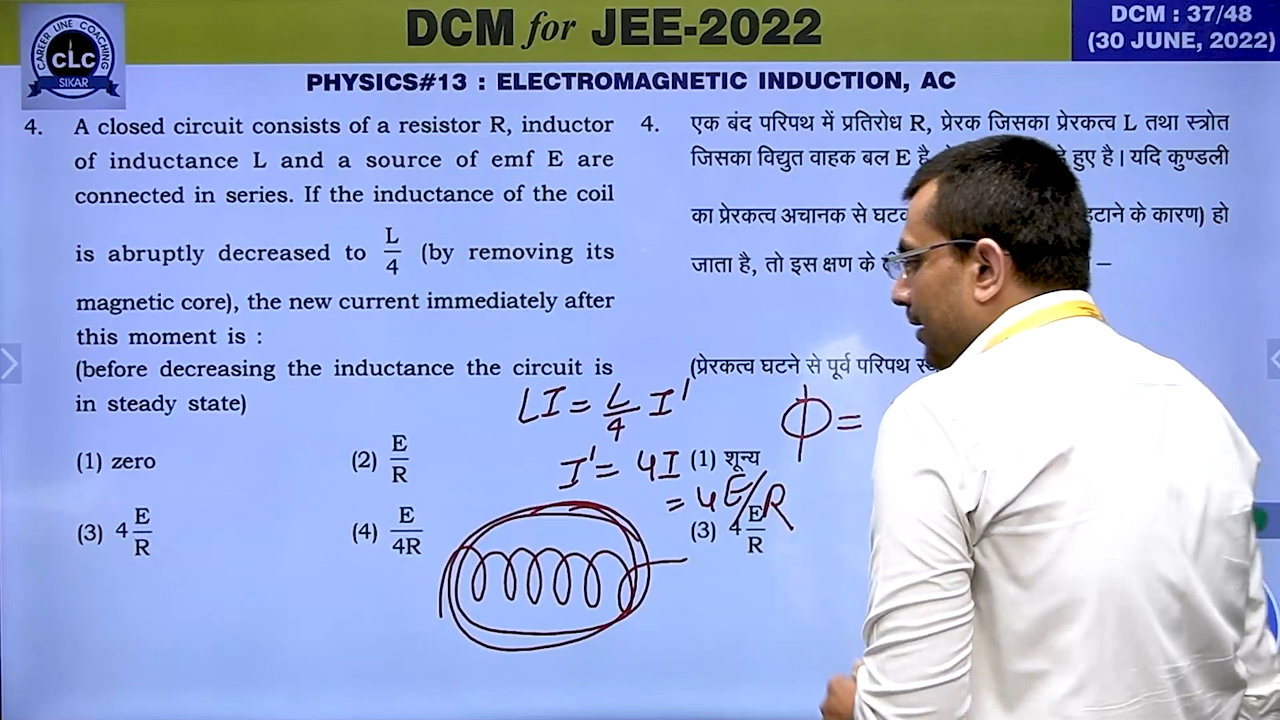 DCM for JEE-2022
DCM : 37/48
(30 JUNE, 2022)
CAREER LINE COACHING
CLC
SIKAR
PHYSICS#13 : ELECTROMAGNETIC INDUCTION, AC
4. A closed circuit consists of a resistor R, inductor
of inductance L and a source of emf E are
connected in series. If the inductance of the coil
is abruptly decreased to L/4 (by removing its
magnetic core), the new current immediately after
this moment is :
(before decreasing the inductance the circuit is
in steady state)
(1) zero (2) E/R
(3) 4 E/R (4) E/4R
4. एक बंद परिपथ में प्रतिरोध R, प्रेरक जिसका प्रेरकत्व L तथा स्त्रोत
जिसका विद्युत वाहक बल E है हुए है। यदि कुण्डली
का प्रेरकत्व अचानक से हटाने के कारण) हो
जाता है, तो इस क्षण के –
(प्रेरकत्व घटने से पूर्व परिपथ
(1) शून्य
(3) 4 E/R
LI = L/4 I'
I' = 4I
= 4E/R
ϕ =